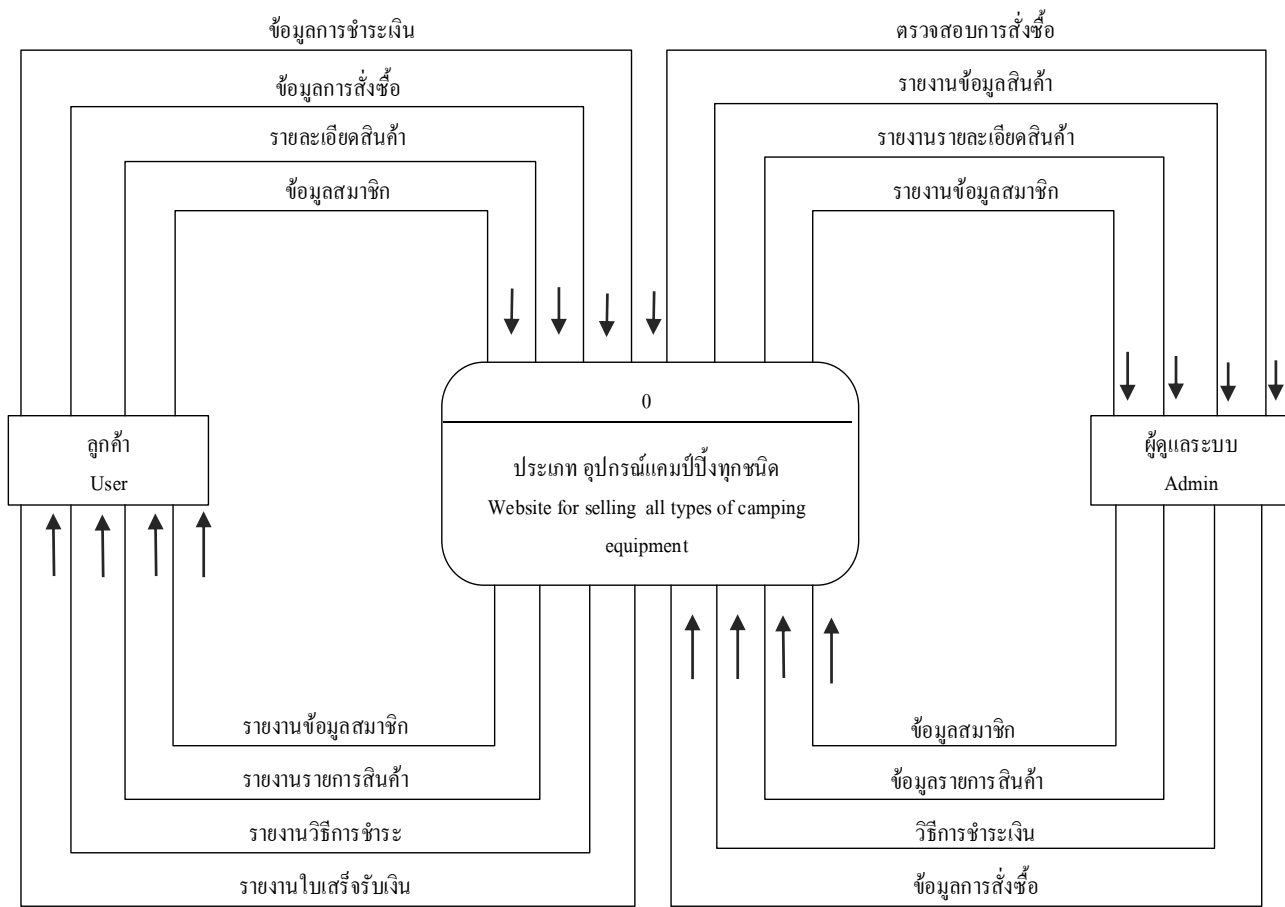 ข้อมูลการชำระเงิน
ข้อมูลการสั่งซื้อ
รายละเอียดสินค้า
ข้อมูลสมาชิก
ตรวจสอบการสั่งซื้อ
รายงานข้อมูลสินค้า
รายงานรายละเอียดสินค้า
รายงานข้อมูลสมาชิก
ลูกค้า
User
0
ประเภท อุปกรณ์แคมป์ปิ้งทุกชนิด
Website for selling all types of camping
equipment
ผู้ดูแลระบบ
Admin
รายงานข้อมูลสมาชิก
รายงานรายการสินค้า
รายงานวิธีการชำระ
รายงานใบเสร็จรับเงิน
ข้อมูลสมาชิก
ข้อมูลรายการสินค้า
วิธีการชำระเงิน
ข้อมูลการสั่งซื้อ